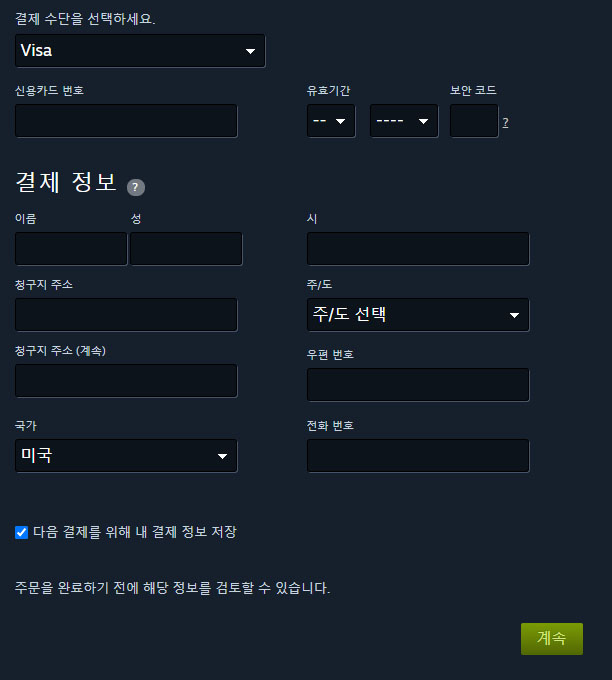 결제 수단을 선택하세요.
Visa
신용카드 번호 유효기간 보안 코드
-- ---- ?
결제 정보 ?
이름 성 시
청구지 주소 주/도
주/도 선택
청구지 주소 (계속) 우편 번호
국가 전화 번호
미국
다음 결제를 위해 내 결제 정보 저장
주문을 완료하기 전에 해당 정보를 검토할 수 있습니다.
계속